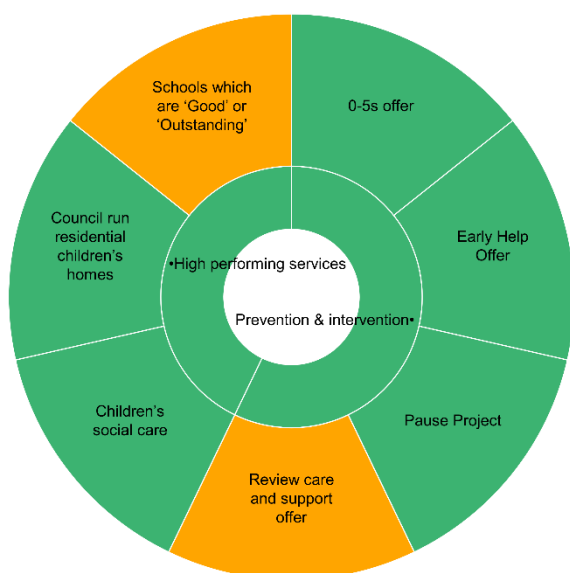 Schools which
are ‘Good’ or
‘Outstanding’
0-5s offer
Council run
residential
children’s
homes
Early Help
Offer
•High performing services
Prevention & intervention•
Children’s
social care
Pause Project
Review care
and support
offer